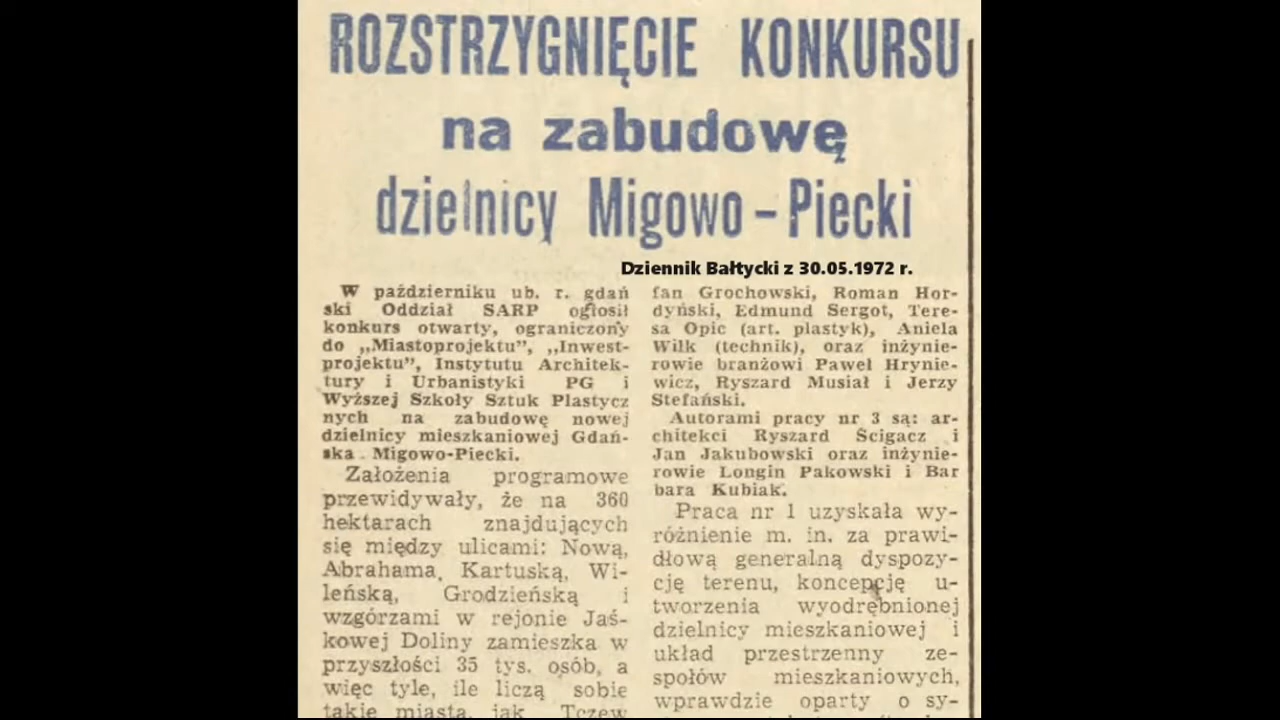 ROZSTRZYGNIĘCIE KONKURSU
na zabudowę
dzielnicy Migowo - Piecki
Dziennik Bałtycki z 30.05.1972 r.
W październiku ub. r. gdań
ski Oddział SARP ogłosił
konkurs otwarty, ograniczony
do „Miastoprojektu”, „Inwest-
projektu”, Instytutu Architek-
tury i Urbanistyki PG i
Wyższej Szkoły Sztuk Plastycz
nych na zabudowę nowej
dzielnicy mieszkaniowej Gdań-
ska - Migowo-Piecki.
Założenia programowe
przewidywały, że na 360
hektarach znajdujących
się między ulicami: Nową,
Abrahama, Kartuską, Wi-
leńską, Grodzieńską i
wzgórzami w rejonie Jaś-
kowej Doliny zamieszka w
przyszłości 35 tys. osób, a
więc tyle, ile liczą sobie
takie miasta, jak Tczew
fan Grochowski, Roman Hor-
dyński, Edmund Sergot, Tere-
sa Opic (art. plastyk), Aniela
Wilk (technik), oraz inżynie-
rowie branżowi Paweł Hrynie-
wicz, Ryszard Musiał i Jerzy
Stefański.
Autorami pracy nr 3 są: ar-
chitekci Ryszard Ścigacz i
Jan Jakubowski oraz inżynie-
rowie Longin Pakowski i Bar
bara Kubiak.
Praca nr 1 uzyskała wy-
różnienie m. in. za prawi-
dłową generalną dyspozy-
cję terenu, koncepcję u-
tworzenia wyodrębnionej
dzielnicy mieszkaniowej i
układ przestrzenny ze-
społów mieszkaniowych,
wprawdzie oparty o sy-